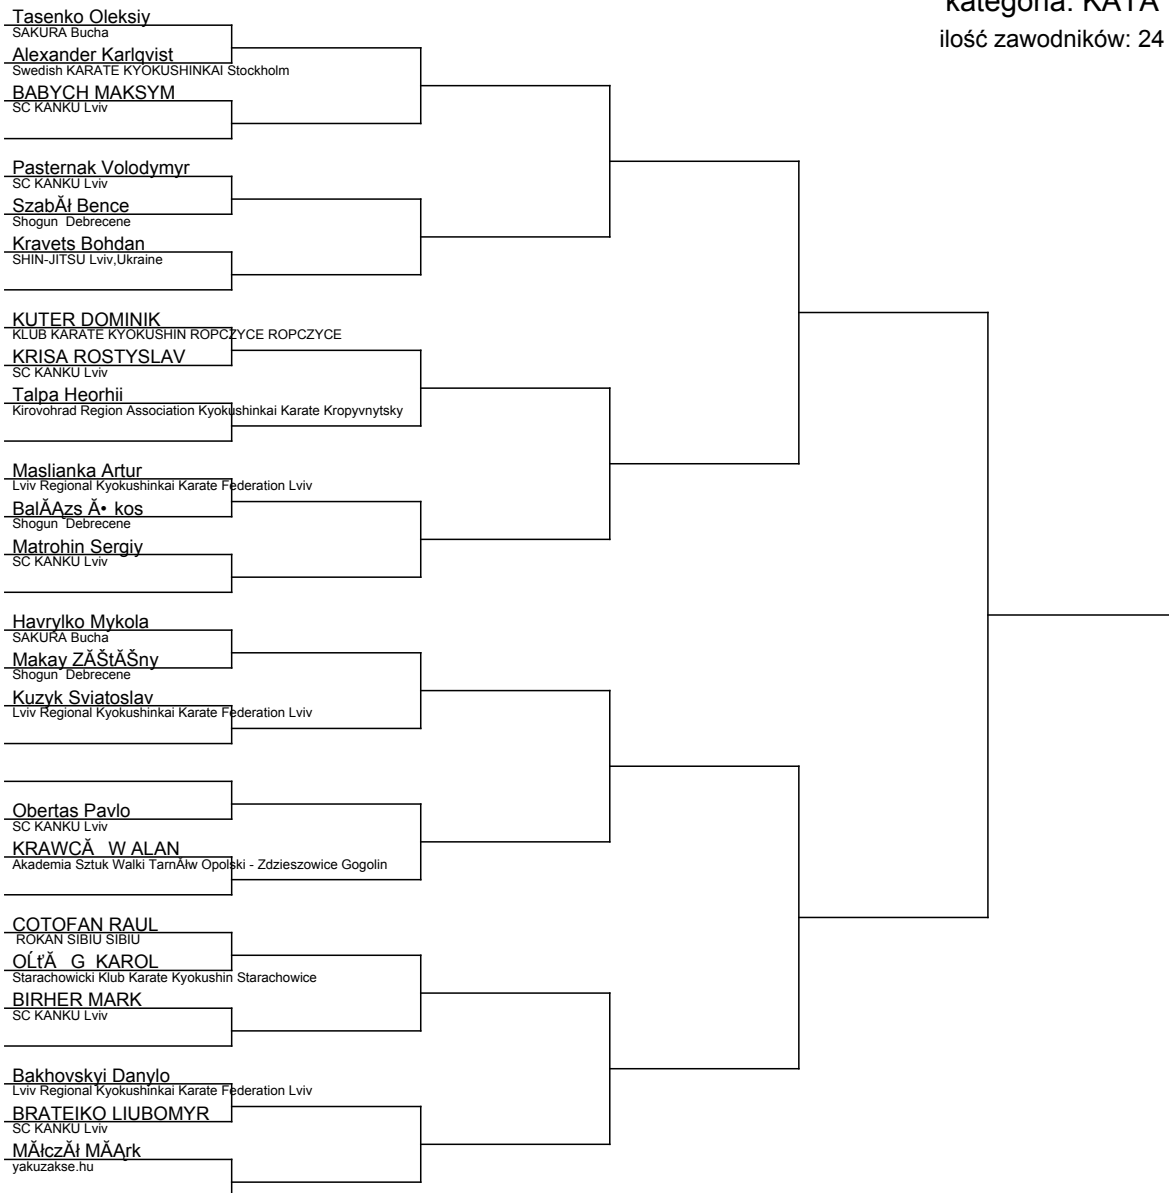 kategoria: KATA
ilość zawodników: 24
Tasenko Oleksiy
SAKURA Bucha
Alexander Karlqvist
Swedish KARATE KYOKUSHINKAI Stockholm
BABYCH MAKSYM
SC KANKU Lviv
Pasternak Volodymyr
SC KANKU Lviv
SzabĂł Bence
Shogun Debrecene
Kravets Bohdan
SHIN-JITSU Lviv,Ukraine
KUTER DOMINIK
KLUB KARATE KYOKUSHIN ROPCZYCE ROPCZYCE
KRISA ROSTYSLAV
SC KANKU Lviv
Talpa Heorhii
Kirovohrad Region Association Kyokushinkai Karate Kropyvnytsky
Maslianka Artur
Lviv Regional Kyokushinkai Karate Federation Lviv
BalĂĄzs Ă• kos
Shogun Debrecene
Matrohin Sergiy
SC KANKU Lviv
Havrylko Mykola
SAKURA Bucha
Makay ZĂŠtĂŠny
Shogun Debrecene
Kuzyk Sviatoslav
Lviv Regional Kyokushinkai Karate Federation Lviv
Obertas Pavlo
SC KANKU Lviv
KRAWCĂ W ALAN
Akademia Sztuk Walki TarnĂłw Opolski - Zdzieszowice Gogolin
COTOFAN RAUL
ROKAN SIBIU SIBIU
OĹťĂ G KAROL
Starachowicki Klub Karate Kyokushin Starachowice
BIRHER MARK
SC KANKU Lviv
Bakhovskyi Danylo
Lviv Regional Kyokushinkai Karate Federation Lviv
BRATEIKO LIUBOMYR
SC KANKU Lviv
MĂłczĂł MĂĄrk
yakuzakse.hu